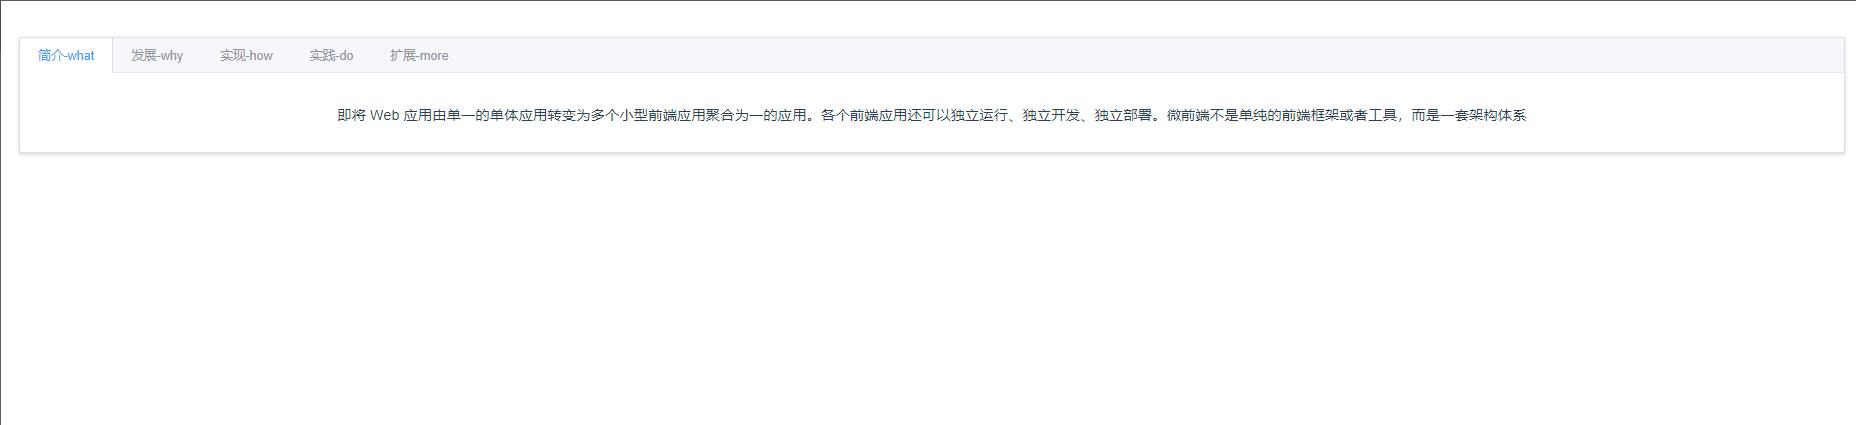 简介-what 发展-why 实现-how 实践-do 扩展-more
即将 Web 应用由单一的单体应用转变为多个小型前端应用聚合为一的应用。各个前端应用还可以独立运行、独立开发、独立部署。微前端不是单纯的前端框架或者工具，而是一套架构体系